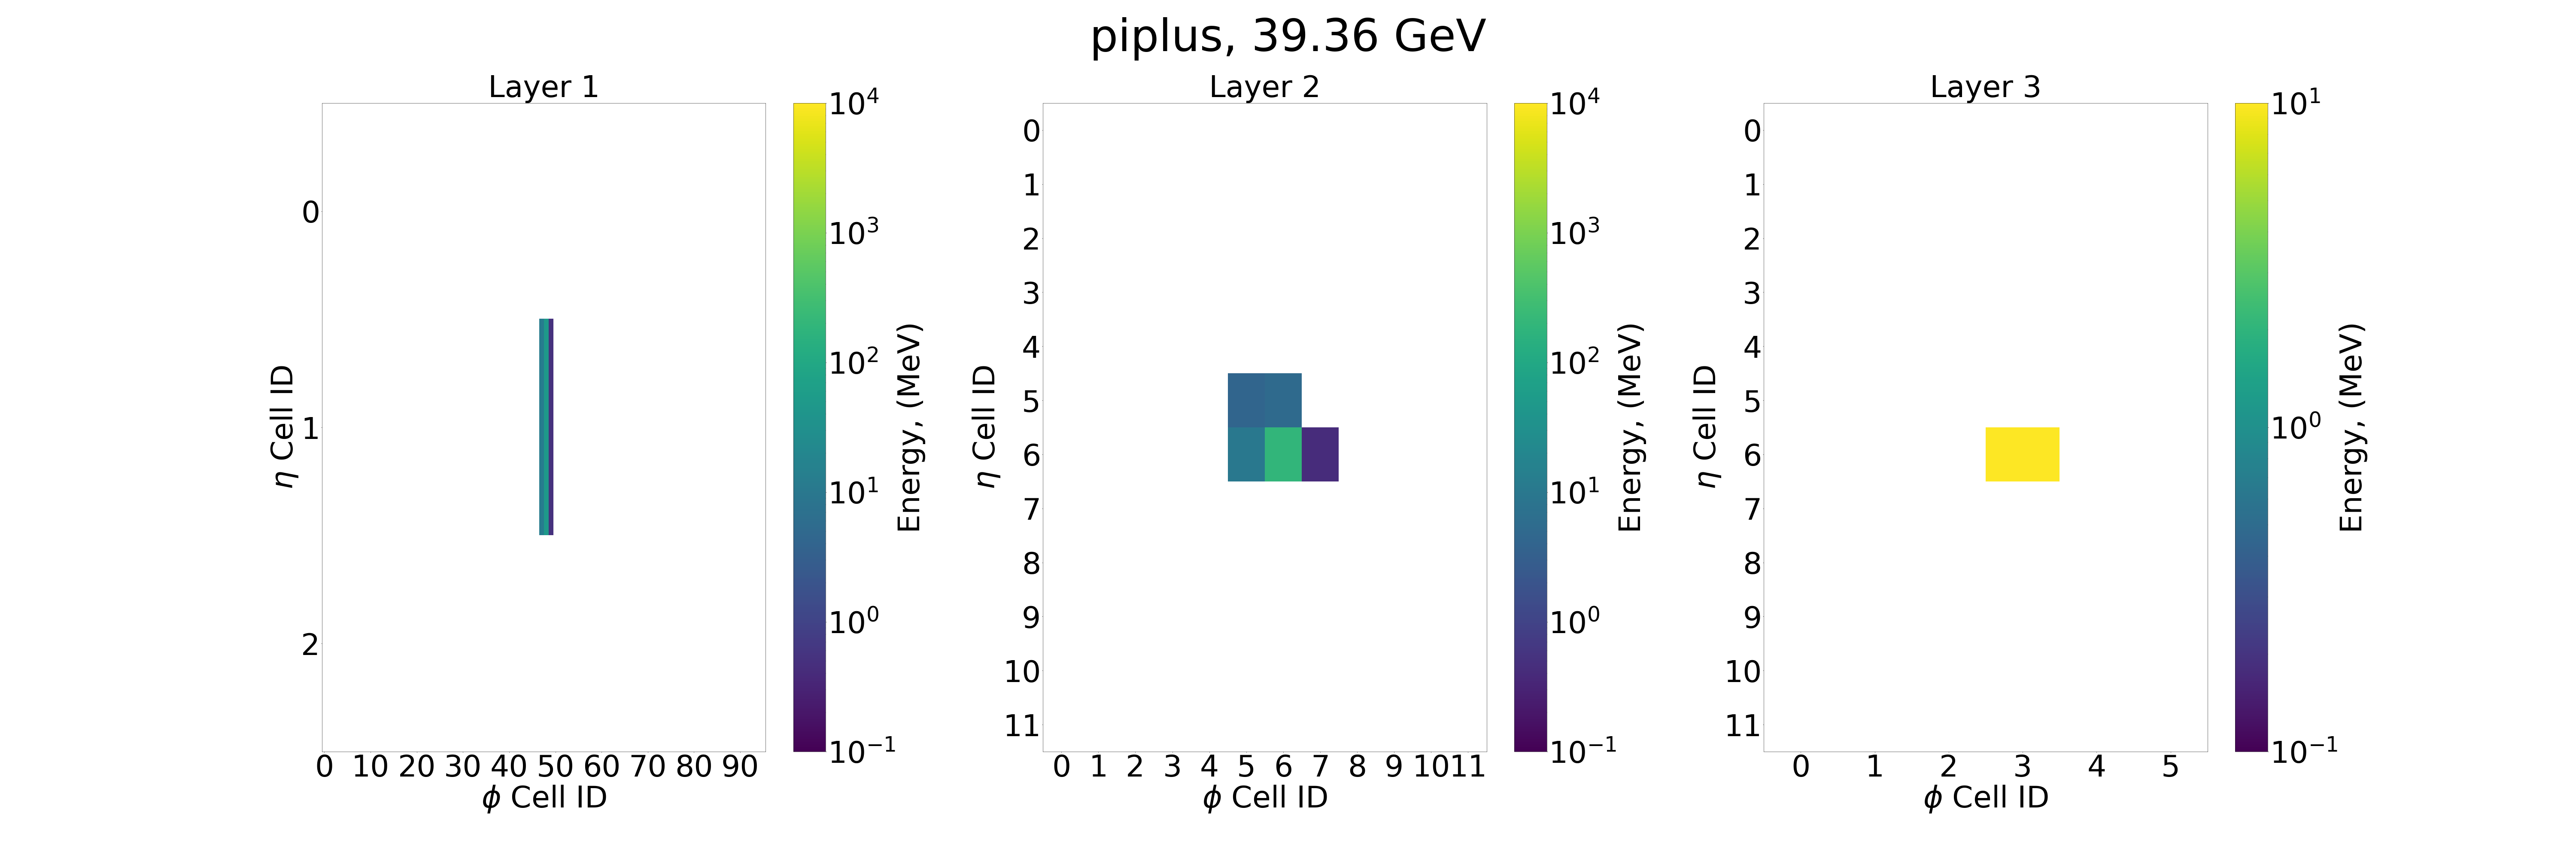 piplus, 39.36 GeV
Layer 1
0
1
2
η Cell ID
0 10 20 30 40 50 60 70 80 90
ϕ Cell ID
10⁴
10³
10²
10¹
10⁰
10⁻¹
Energy, (MeV)
Layer 2
0
1
2
3
4
5
6
7
8
9
10
11
η Cell ID
0 1 2 3 4 5 6 7 8 9 10 11
ϕ Cell ID
10⁴
10³
10²
10¹
10⁰
10⁻¹
Energy, (MeV)
Layer 3
0
1
2
3
4
5
6
7
8
9
10
11
η Cell ID
0 1 2 3 4 5
ϕ Cell ID
10¹
10⁰
10⁻¹
Energy, (MeV)